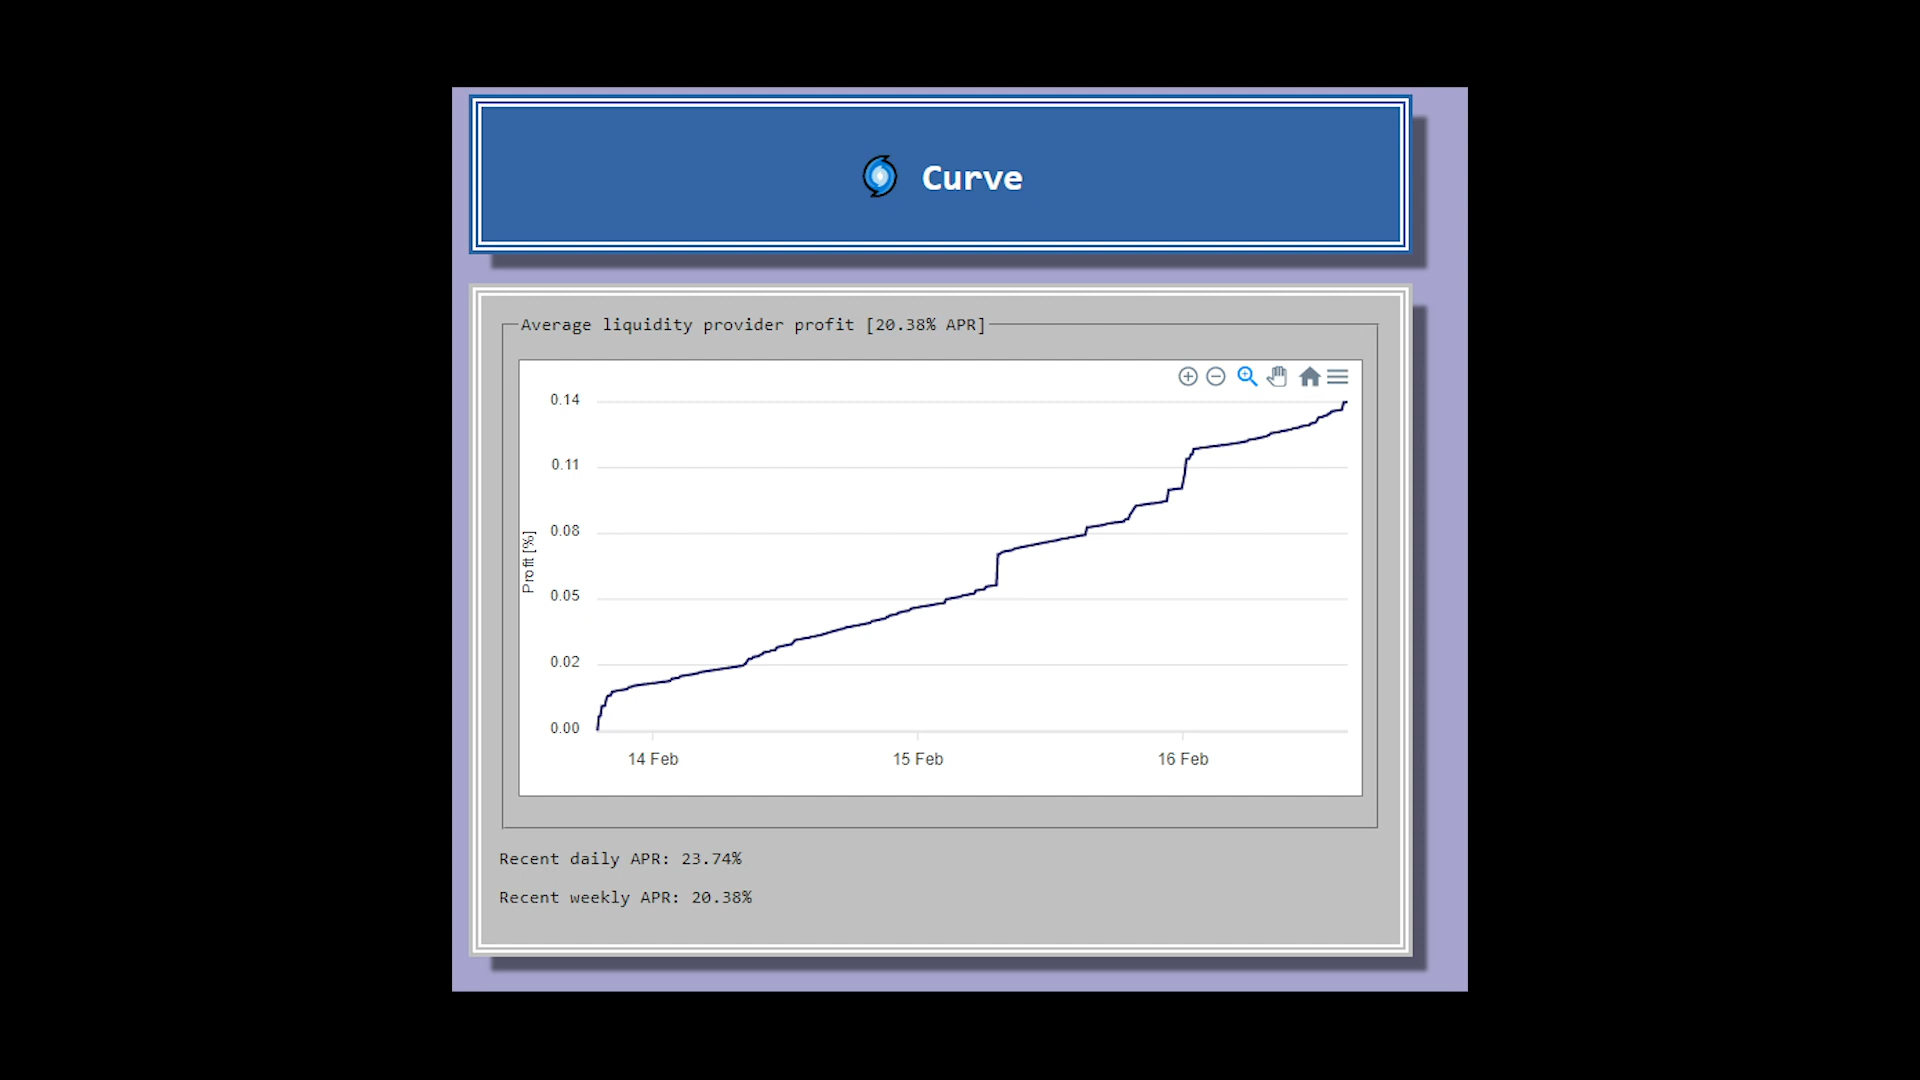 Curve
Average liquidity provider profit [20.38% APR]
0.14
0.11
0.08
0.05
0.02
0.00
Profit [%]
14 Feb
15 Feb
16 Feb
Recent daily APR: 23.74%
Recent weekly APR: 20.38%